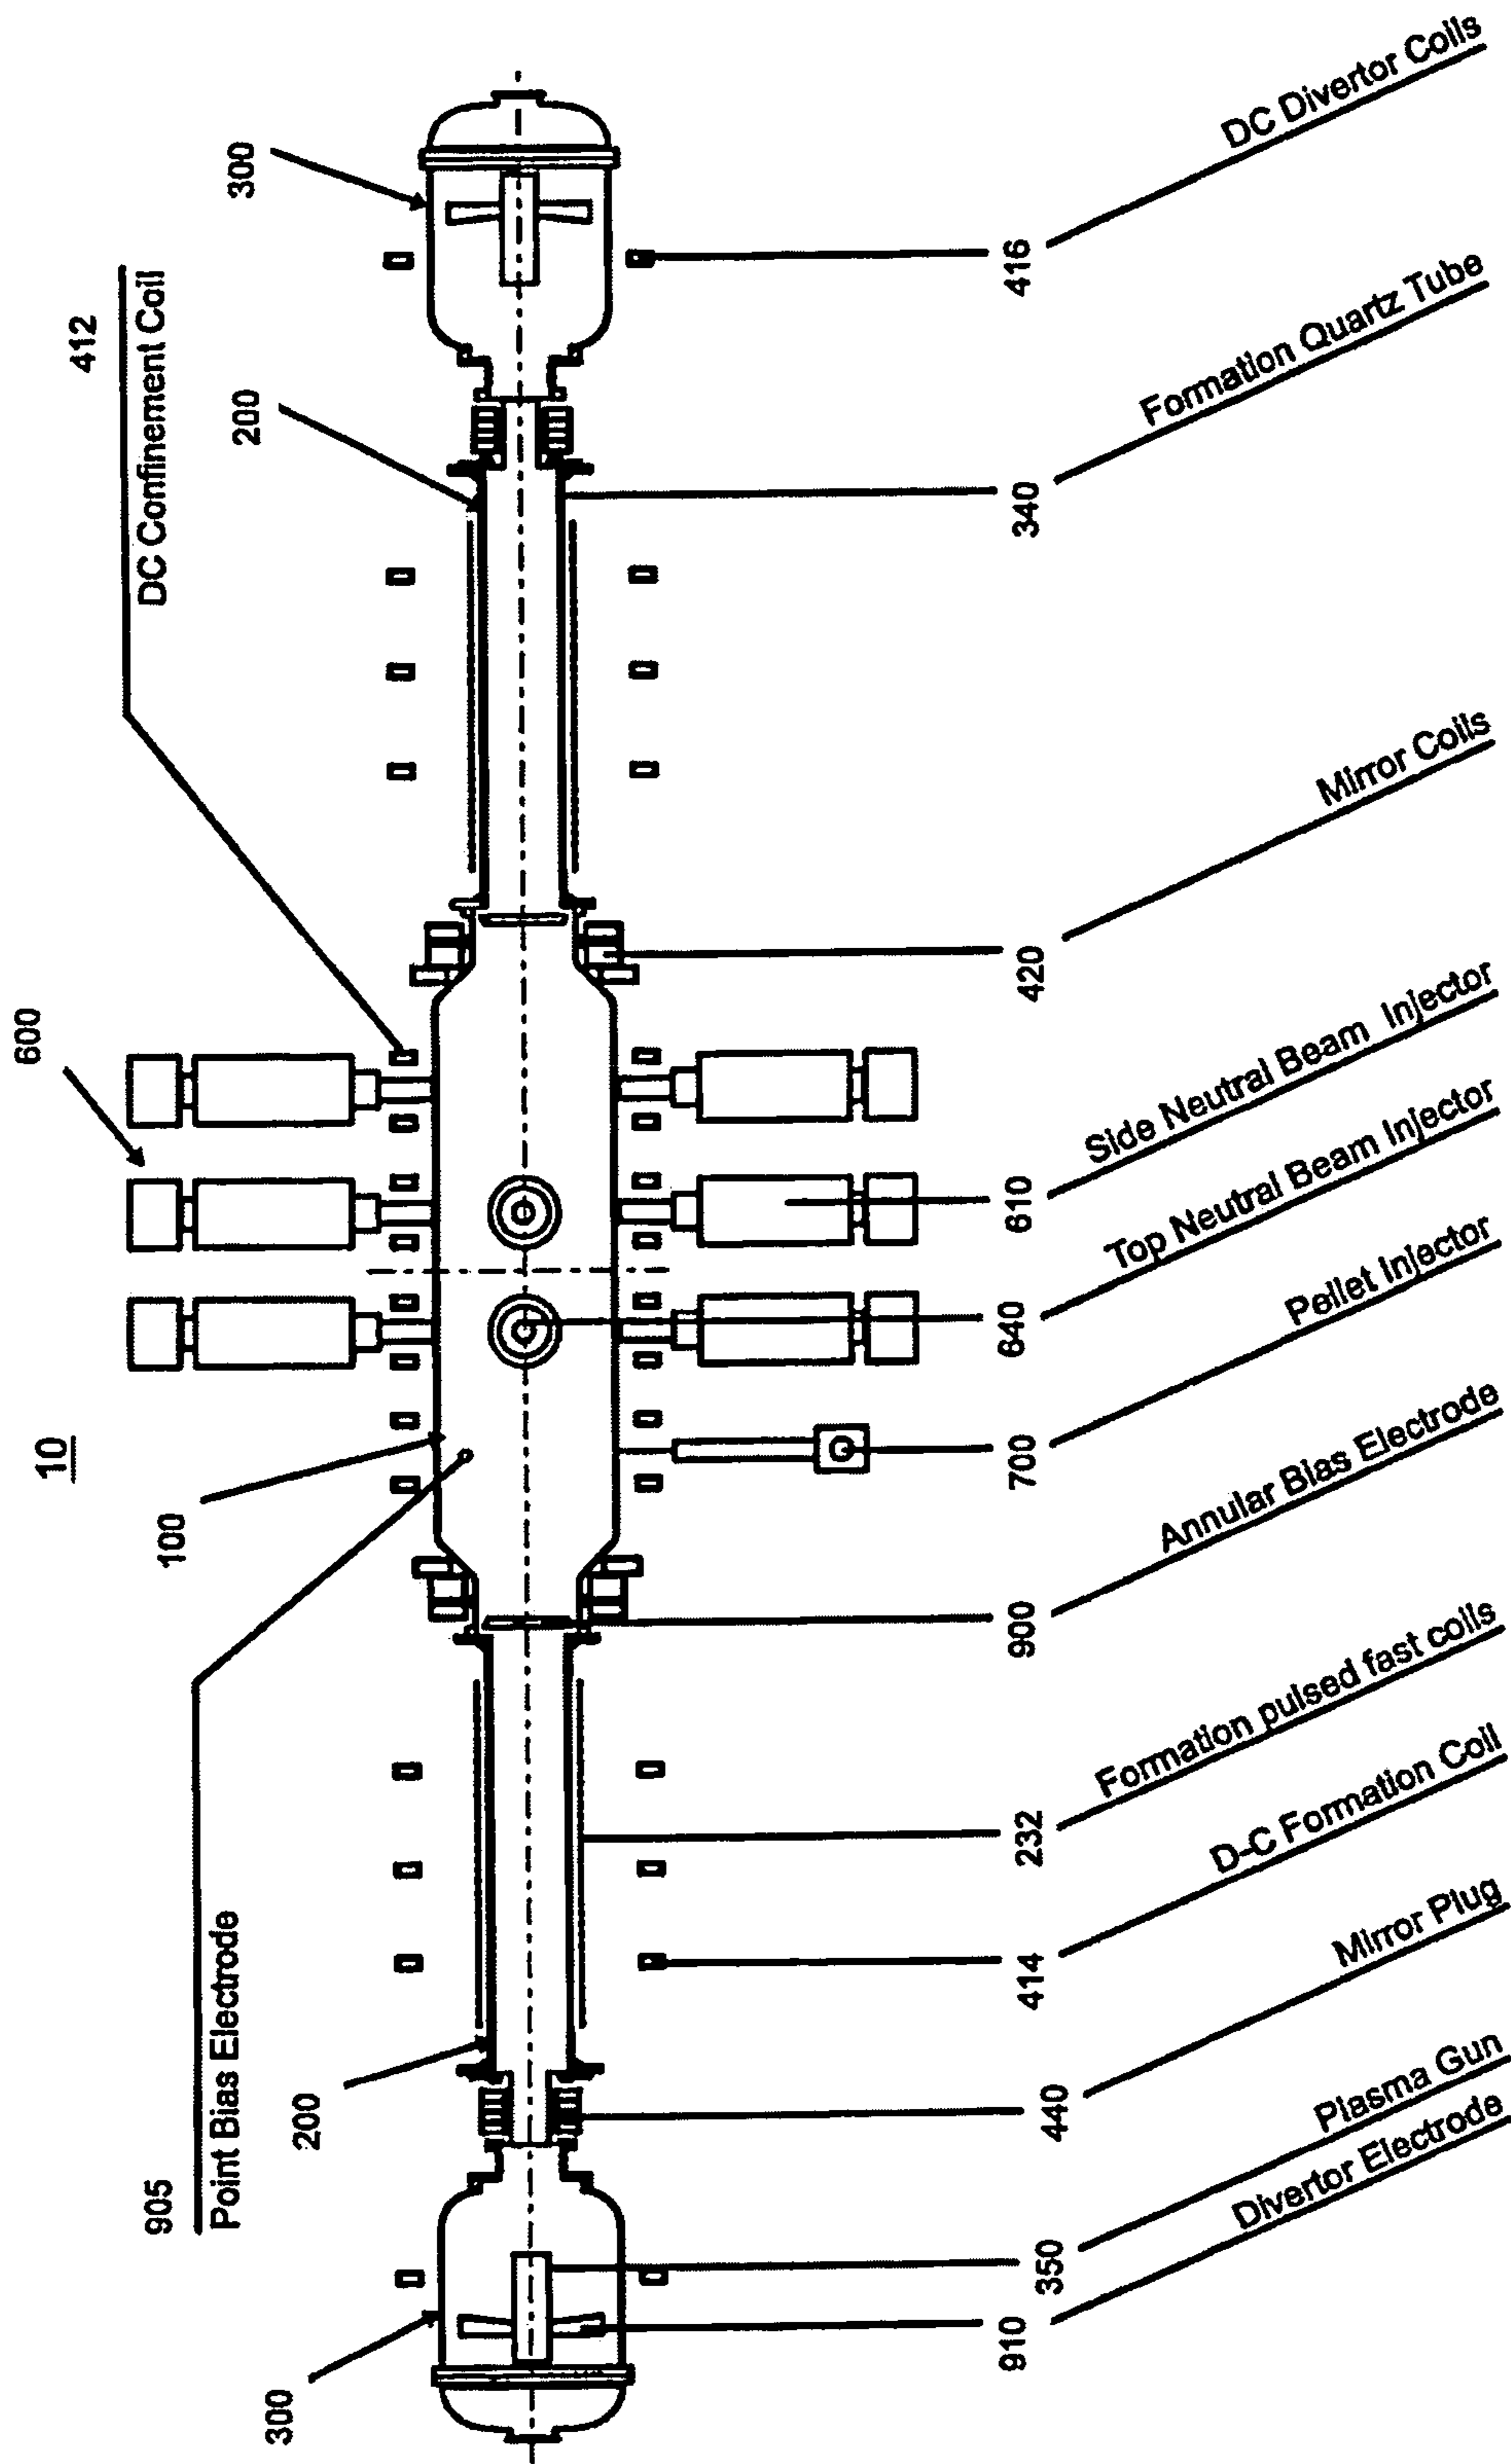 10
600
905
Point Bias Electrode
412
DC Confinement Coil
100
300
200
200
300
910
Divertor Electrode
350
Plasma Gun
440
Mirror Plug
414
D-C Formation Coil
232
Formation pulsed fast coils
900
Annular Bias Electrode
700
Pellet Injector
640
Top Neutral Beam Injector
610
Side Neutral Beam Injector
420
Mirror Coils
340
Formation Quartz Tube
416
DC Divertor Coils